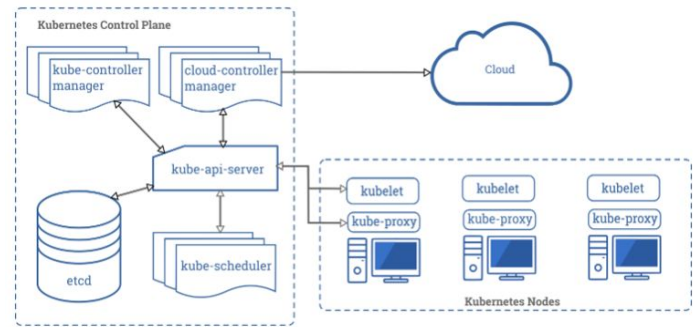 Kubernetes Control Plane
kube-controller
manager
cloud-controller
manager
Cloud
kube-api-server
etcd
kube-scheduler
kubelet
kubelet
kubelet
kube-proxy
kube-proxy
kube-proxy
Kubernetes Nodes